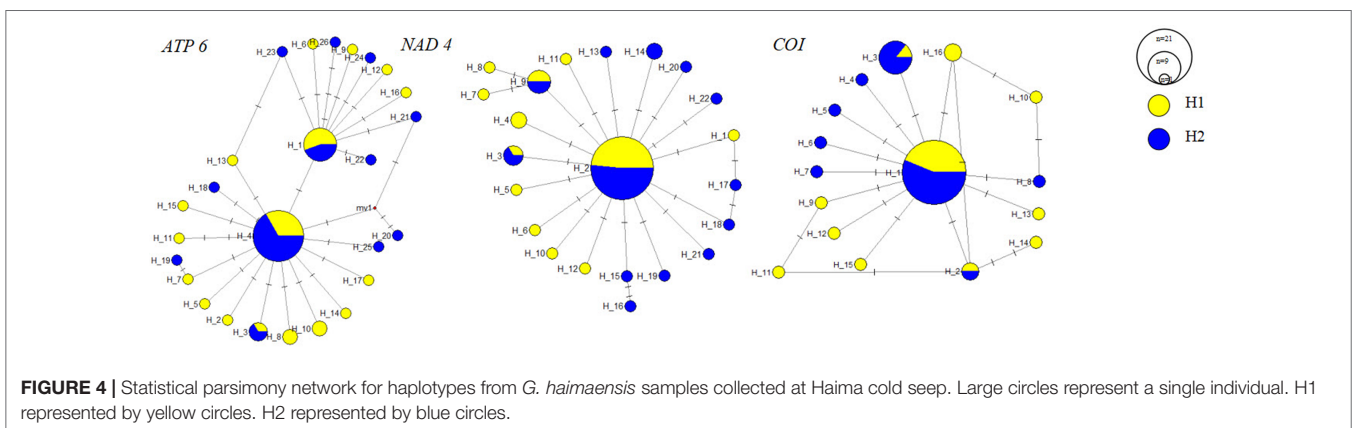 ATP 6
H_23
H_6
H_26
H_9
H_24
H_12
H_16
H_21
H_1
H_22
H_13
H_18
H_15
mv1
H_4
H_11
H_20
H_25
H_19
H_7
H_17
H_5
H_2
H_14
H_3
H_8
H_10
NAD 4
H_8
H_11
H_13
H_14
H_20
H_9
H_7
H_22
H_4
H_1
H_3
H_2
H_17
H_5
H_18
H_6
H_10
H_21
H_12
H_15
H_19
H_16
COI
H_16
H_3
H_4
H_10
H_5
H_6
H_7
H_1
H_8
H_9
H_13
H_12
H_14
H_15
H_11
H_2
n=21
n=9
H1
H2
FIGURE 4 | Statistical parsimony network for haplotypes from G. haimaensis samples collected at Haima cold seep. Large circles represent a single individual. H1
represented by yellow circles. H2 represented by blue circles.